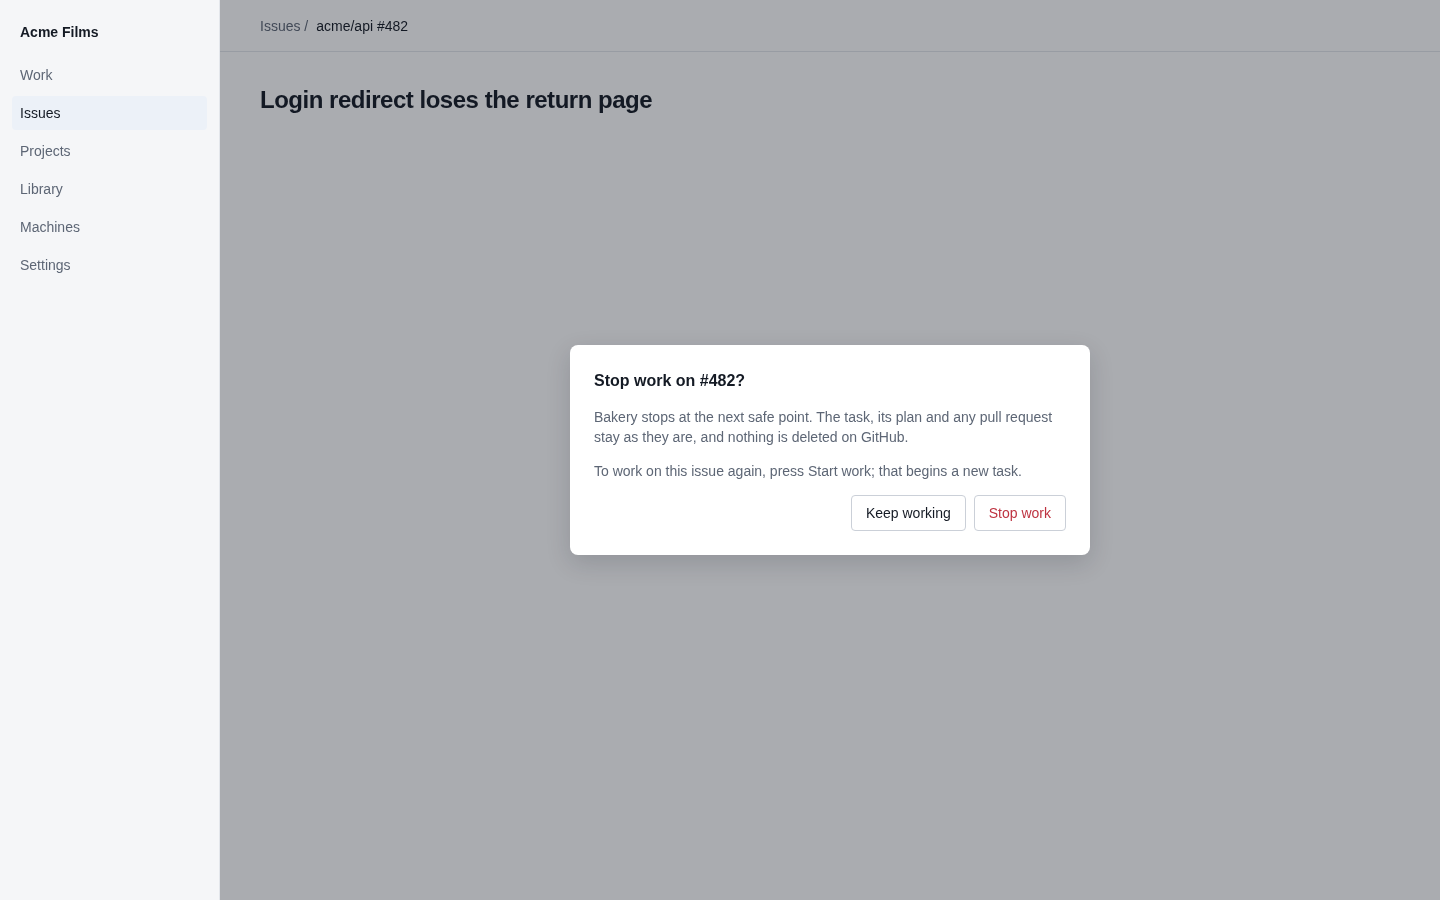 Acme Films
Work
Issues
Projects
Library
Machines
Settings
Issues / acme/api #482
Login redirect loses the return page
Stop work on #482?
Bakery stops at the next safe point. The task, its plan and any pull request
stay as they are, and nothing is deleted on GitHub.
To work on this issue again, press Start work; that begins a new task.
Keep working
Stop work